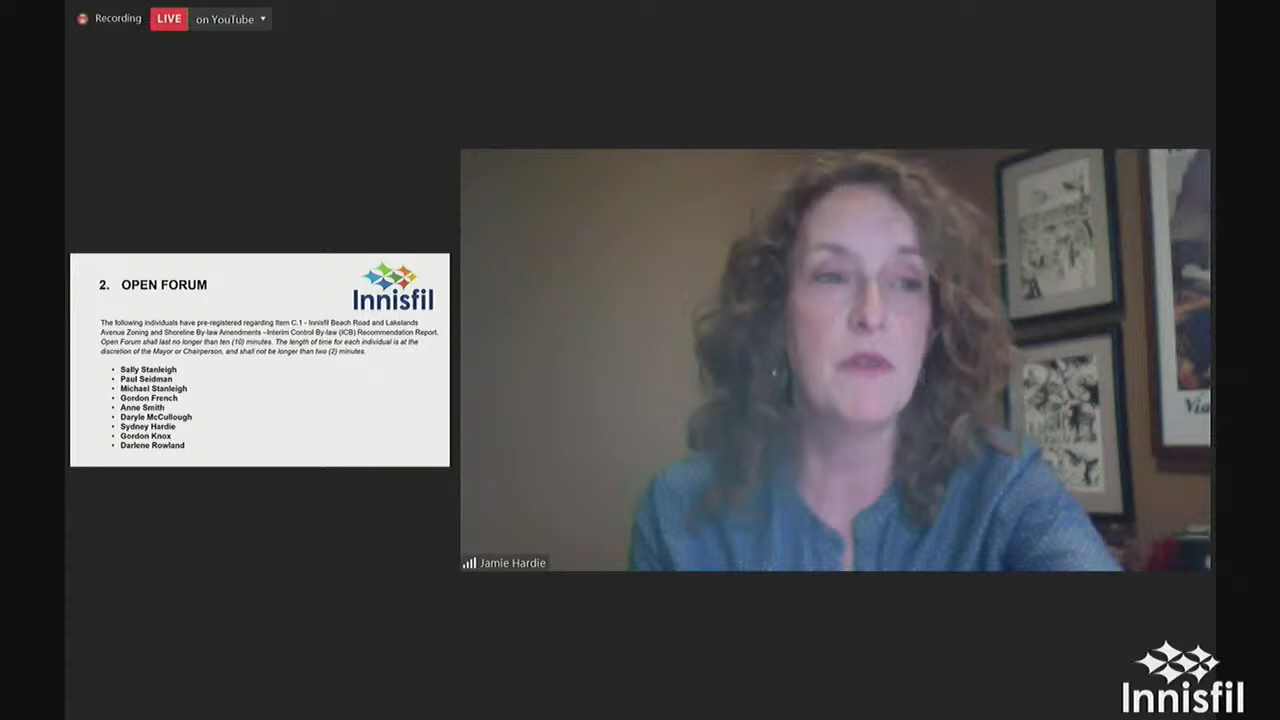 Recording
LIVE on YouTube
2. OPEN FORUM
Innisfil
The following individuals have pre-registered regarding Item C.1 - Innisfil Beach Road and Lakelands
Avenue Zoning and Shoreline By-law Amendments –Interim Control By-law (ICB) Recommendation Report.
Open Forum shall last no longer than ten (10) minutes. The length of time for each individual is at the
discretion of the Mayor or Chairperson, and shall not be longer than two (2) minutes.
• Sally Stanleigh
• Paul Seidman
• Michael Stanleigh
• Gordon French
• Anne Smith
• Daryle McCullough
• Sydney Hardie
• Gordon Knox
• Darlene Rowland
Jamie Hardie
Innisfil